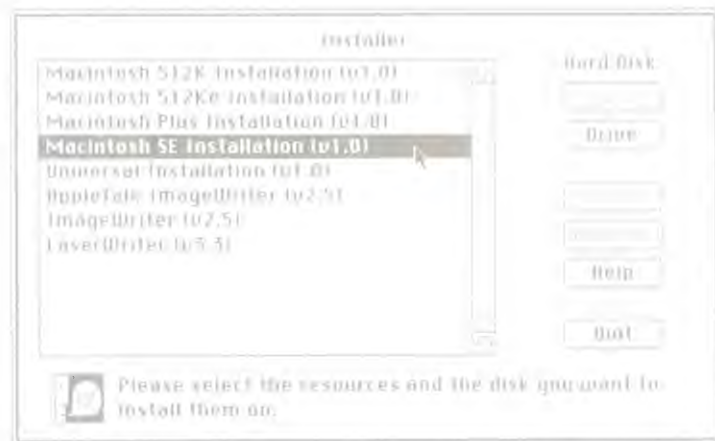 Installer
Macintosh 512K Installation (v1.0)
Macintosh 512Ke Installation (v1.0)
Macintosh Plus Installation (v1.0)
Macintosh SE Installation (v1.0)
Universal Installation (v1.0)
AppleTalk ImageWriter (v2.5)
ImageWriter (v2.5)
LaserWriter (v3.3)
Hard Disk
Drive
Help
Quit
Please select the resources and the disk you want to
install them on.